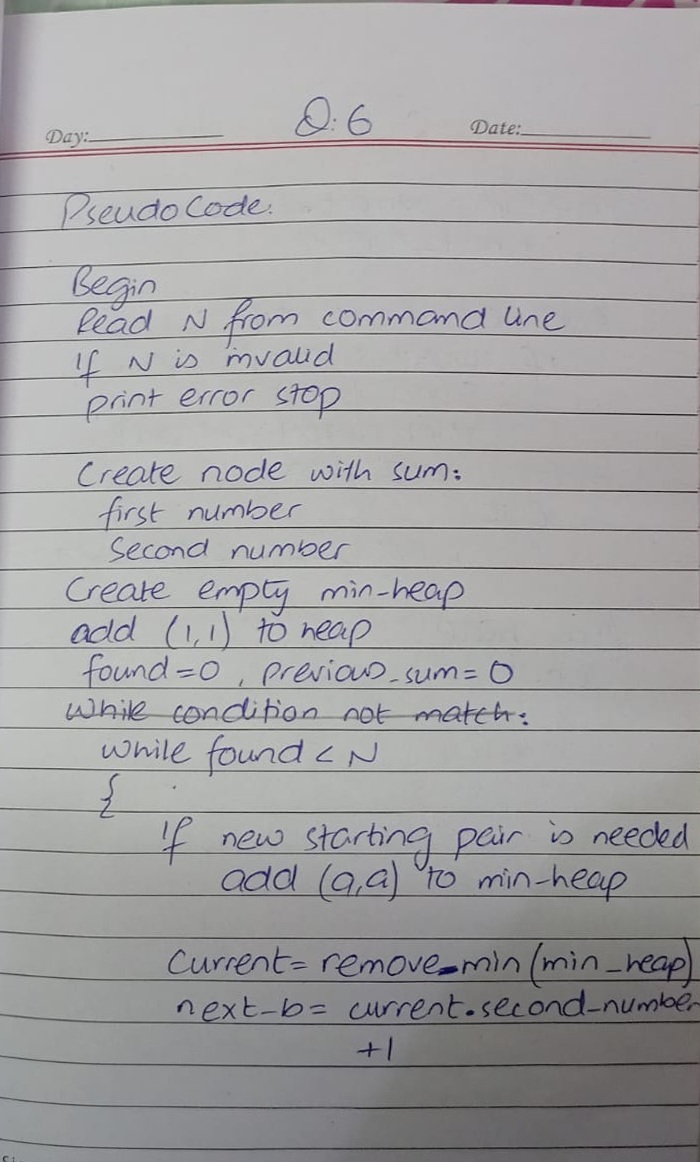 Q:6
Day: Date:
Pseudo Code:
Begin
Read N from command line
If N is invalid
print error stop
Create node with sum:
first number
Second number
Create empty min-heap
add (1,1) to heap
found=0, previous_sum=0
While condition not match:
while found < N
{
If new starting pair is needed
add (a,a) to min-heap
Current= remove_min(min_heap)
next-b= current.second_number
+1